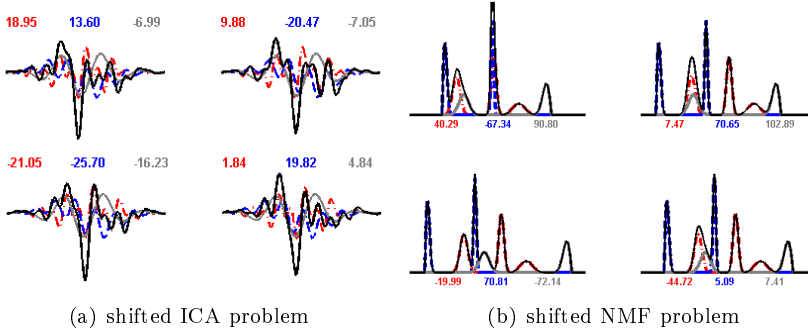 18.95 13.60 -6.99
9.88 -20.47 -7.05
-21.05 -25.70 -16.23
1.84 19.82 4.84
40.29 -67.34 90.80
7.47 70.65 102.89
-19.99 70.81 -72.14
-44.72 5.09 7.41
(a) shifted ICA problem
(b) shifted NMF problem